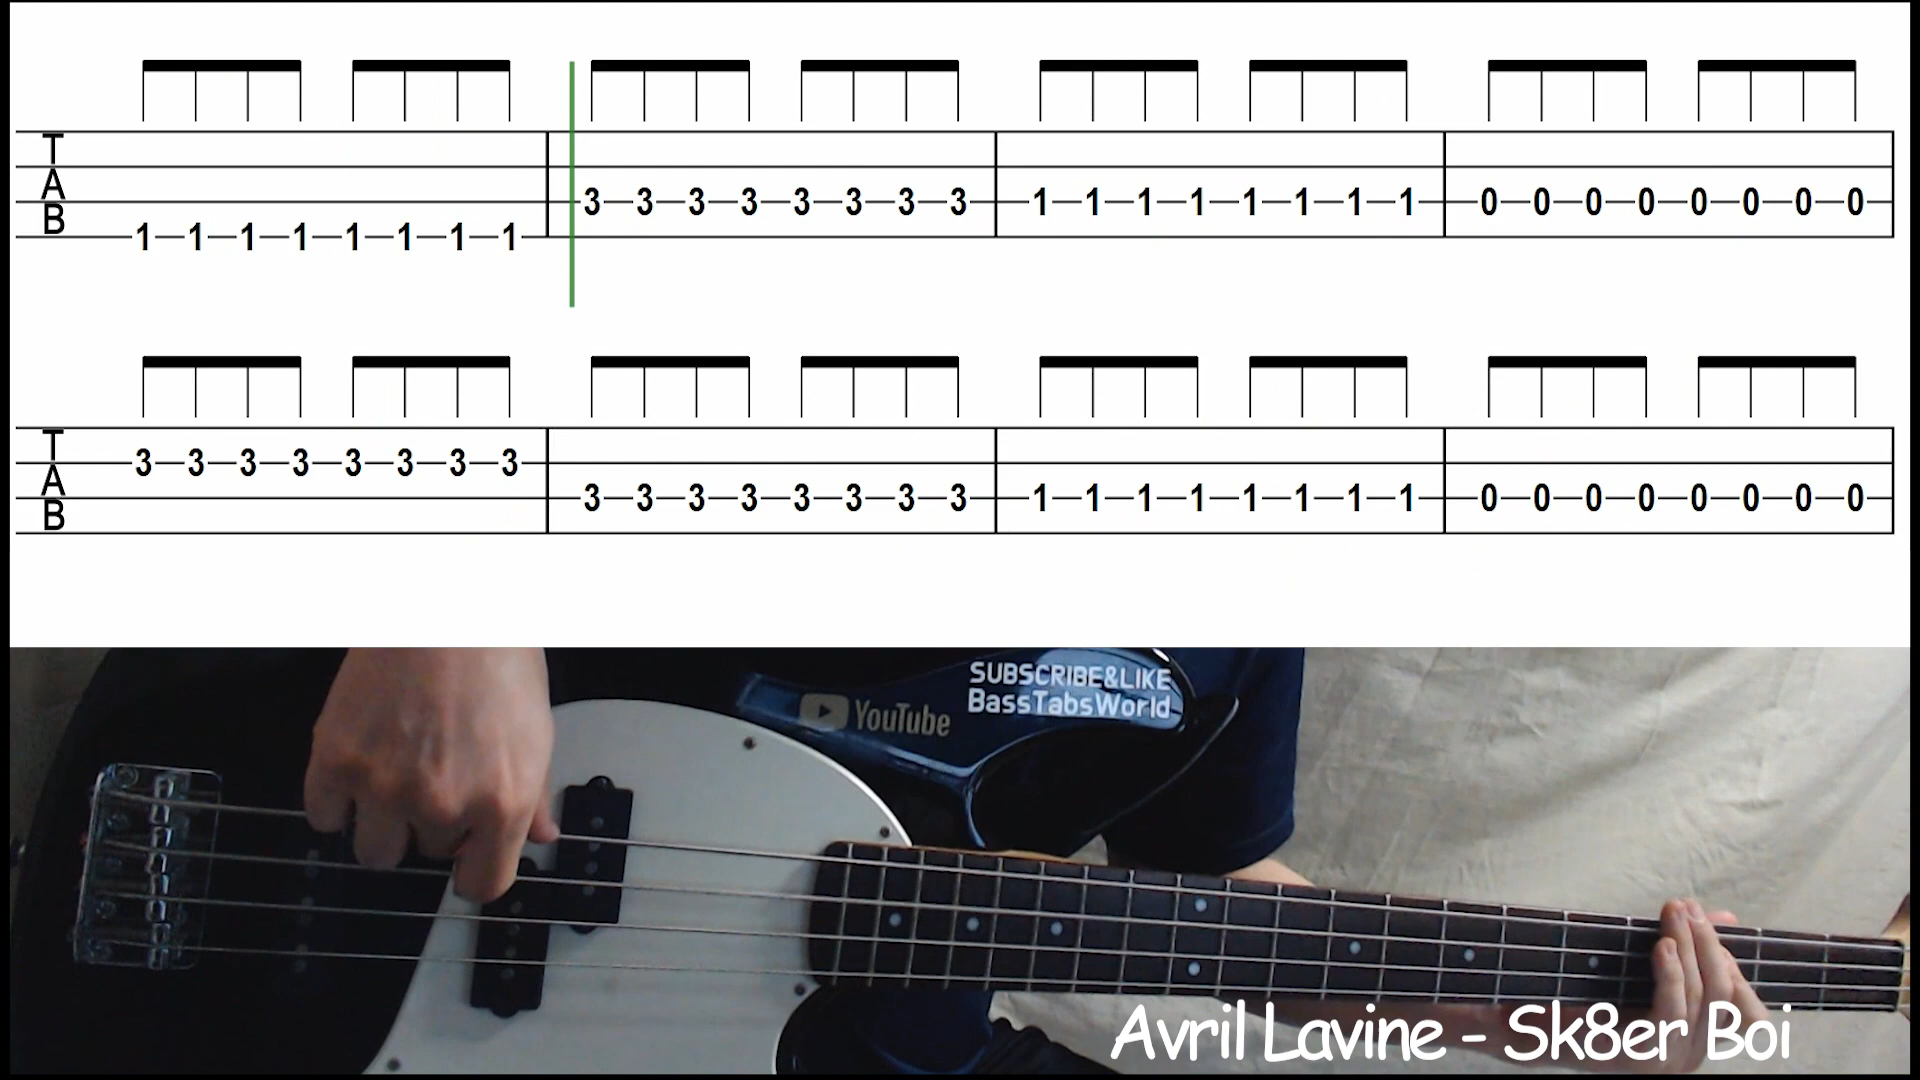 T
A
B
3 3 3 3 3 3 3 3 1 1 1 1 1 1 1 1 0 0 0 0 0 0 0 0
1 1 1 1 1 1 1 1
T
A
B
3 3 3 3 3 3 3 3
3 3 3 3 3 3 3 3 1 1 1 1 1 1 1 1 0 0 0 0 0 0 0 0
SUBSCRIBE&LIKE
BassTabsWorld
YouTube
Avril Lavine - Sk8er Boi